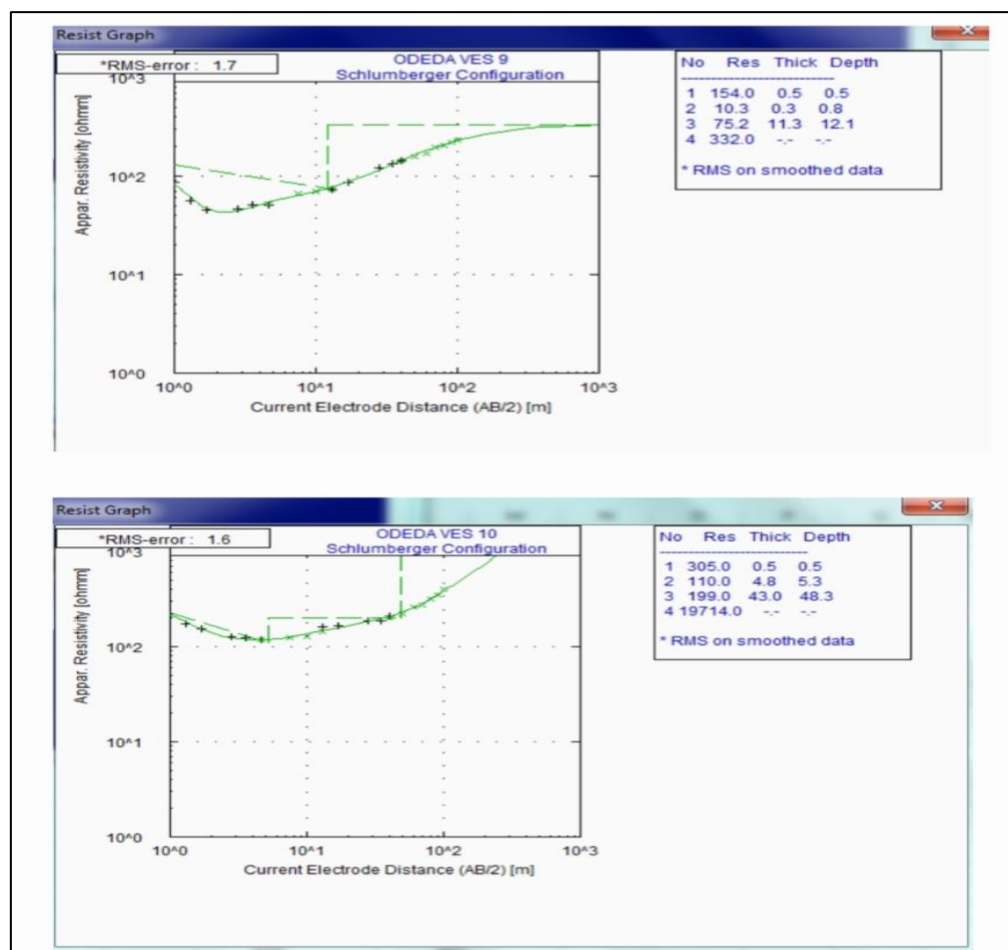 Resist Graph
*RMS-error : 1.7
ODEDA VES 9
Schlumberger Configuration
10^3
10^2
10^1
10^0
Appar. Resistivity [ohmm]
10^0 10^1 10^2 10^3
Current Electrode Distance (AB/2) [m]
No Res Thick Depth
1 154.0 0.5 0.5
2 10.3 0.3 0.8
3 75.2 11.3 12.1
4 332.0 -.- -.-
* RMS on smoothed data
Resist Graph
*RMS-error : 1.6
ODEDA VES 10
Schlumberger Configuration
10^3
10^2
10^1
10^0
Appar. Resistivity [ohmm]
10^0 10^1 10^2 10^3
Current Electrode Distance (AB/2) [m]
No Res Thick Depth
1 305.0 0.5 0.5
2 110.0 4.8 5.3
3 199.0 43.0 48.3
4 19714.0 -.- -.-
* RMS on smoothed data